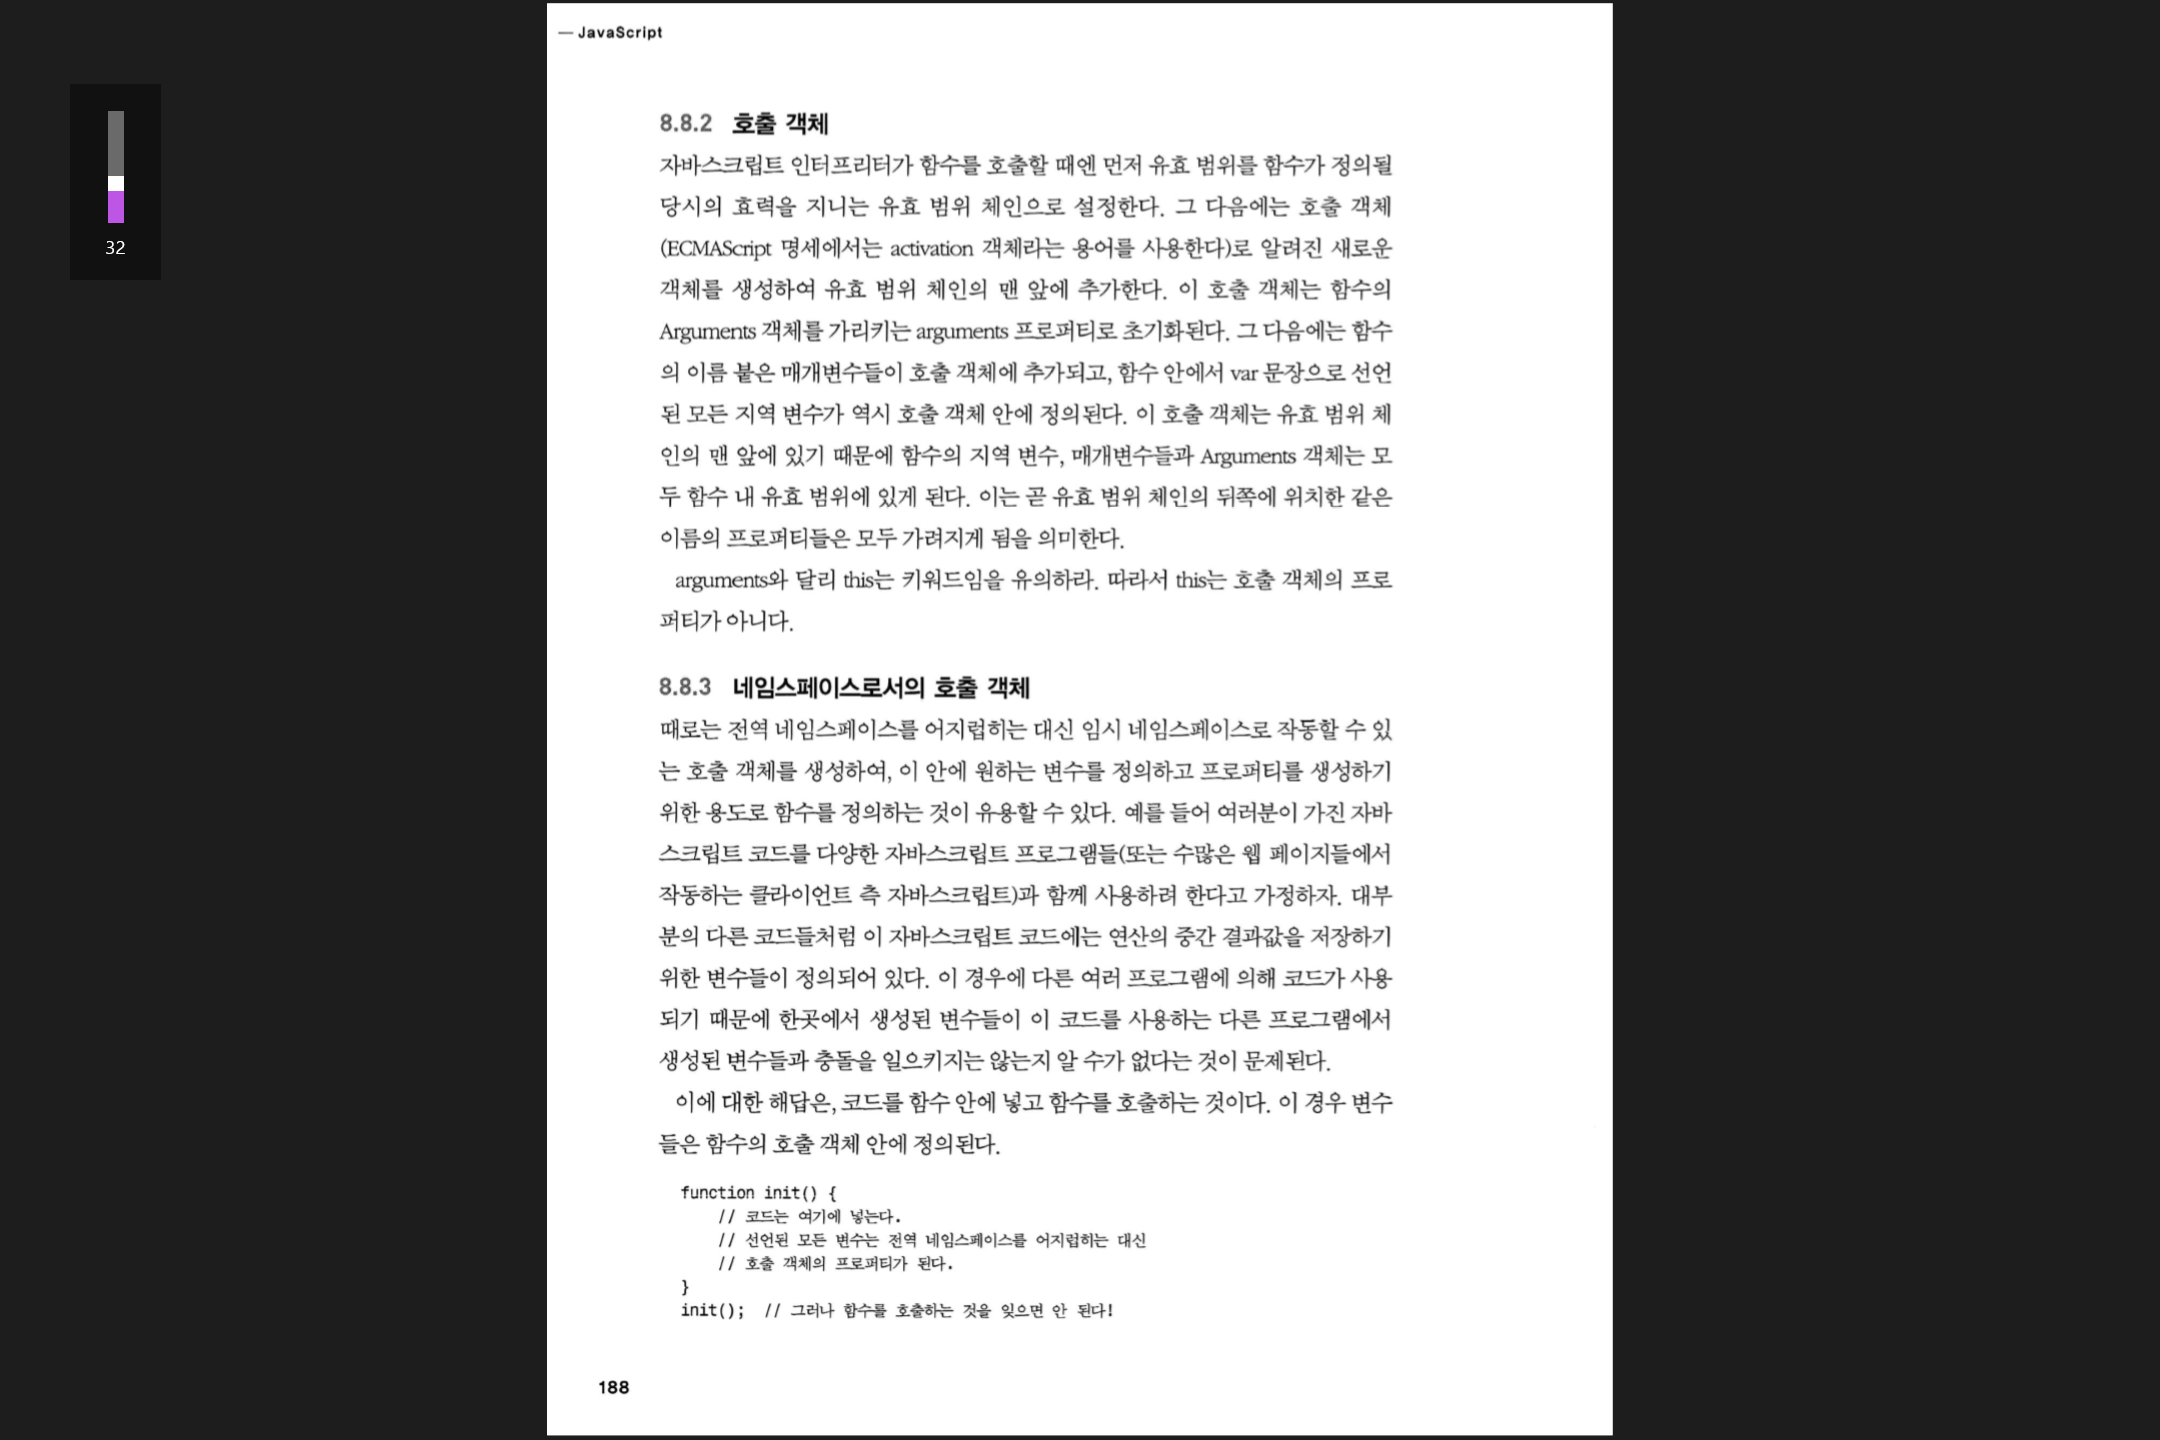 — JavaScript
32
8.8.2 호출 객체
자바스크립트 인터프리터가 함수를 호출할 때엔 먼저 유효 범위를 함수가 정의될
당시의 효력을 지니는 유효 범위 체인으로 설정한다. 그 다음에는 호출 객체
(ECMAScript 명세에서는 activation 객체라는 용어를 사용한다)로 알려진 새로운
객체를 생성하여 유효 범위 체인의 맨 앞에 추가한다. 이 호출 객체는 함수의
Arguments 객체를 가리키는 arguments 프로퍼티로 초기화된다. 그 다음에는 함수
의 이름 붙은 매개변수들이 호출 객체에 추가되고, 함수 안에서 var 문장으로 선언
된 모든 지역 변수가 역시 호출 객체 안에 정의된다. 이 호출 객체는 유효 범위 체
인의 맨 앞에 있기 때문에 함수의 지역 변수, 매개변수들과 Arguments 객체는 모
두 함수 내 유효 범위에 있게 된다. 이는 곧 유효 범위 체인의 뒤쪽에 위치한 같은
이름의 프로퍼티들은 모두 가려지게 됨을 의미한다.
arguments와 달리 this는 키워드임을 유의하라. 따라서 this는 호출 객체의 프로
퍼티가 아니다.
8.8.3 네임스페이스로서의 호출 객체
때로는 전역 네임스페이스를 어지럽히는 대신 임시 네임스페이스로 작동할 수 있
는 호출 객체를 생성하여, 이 안에 원하는 변수를 정의하고 프로퍼티를 생성하기
위한 용도로 함수를 정의하는 것이 유용할 수 있다. 예를 들어 여러분이 가진 자바
스크립트 코드를 다양한 자바스크립트 프로그램들(또는 수많은 웹 페이지들에서
작동하는 클라이언트 측 자바스크립트)과 함께 사용하려 한다고 가정하자. 대부
분의 다른 코드들처럼 이 자바스크립트 코드에는 연산의 중간 결과값을 저장하기
위한 변수들이 정의되어 있다. 이 경우에 다른 여러 프로그램에 의해 코드가 사용
되기 때문에 한곳에서 생성된 변수들이 이 코드를 사용하는 다른 프로그램에서
생성된 변수들과 충돌을 일으키지는 않는지 알 수가 없다는 것이 문제된다.
이에 대한 해답은, 코드를 함수 안에 넣고 함수를 호출하는 것이다. 이 경우 변수
들은 함수의 호출 객체 안에 정의된다.
function init() {
// 코드는 여기에 넣는다.
// 선언된 모든 변수는 전역 네임스페이스를 어지럽히는 대신
// 호출 객체의 프로퍼티가 된다.
}
init(); // 그러나 함수를 호출하는 것을 잊으면 안 된다!
188